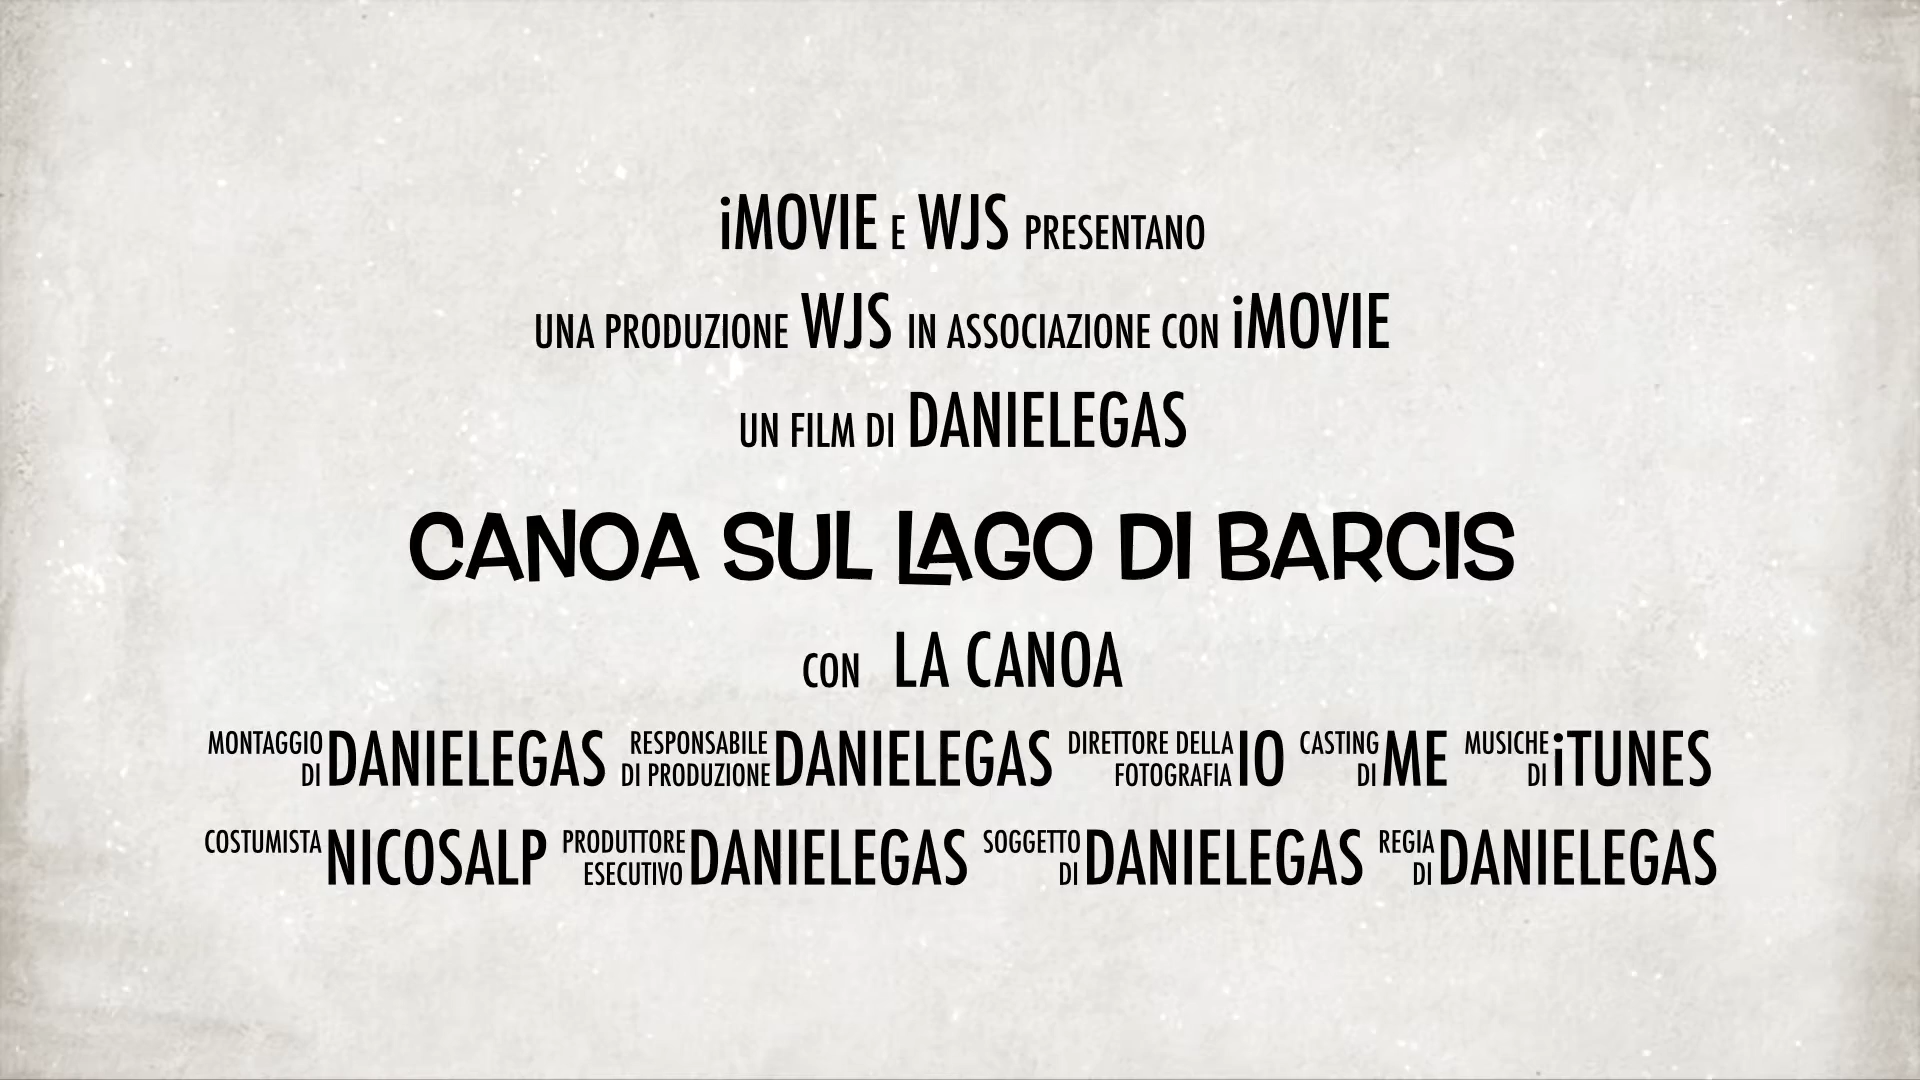 iMOVIE E WJS PRESENTANO
UNA PRODUZIONE WJS IN ASSOCIAZIONE CON iMOVIE
UN FILM DI DANIELEGAS
CANOA SUL LAGO DI BARCIS
CON LA CANOA
MONTAGGIO DI DANIELEGAS RESPONSABILE DI PRODUZIONE DANIELEGAS DIRETTORE DELLA FOTOGRAFIA IO CASTING DI ME MUSICHE DI iTUNES
COSTUMISTA NICOSALP PRODUTTORE ESECUTIVO DANIELEGAS SOGGETTO DI DANIELEGAS REGIA DI DANIELEGAS